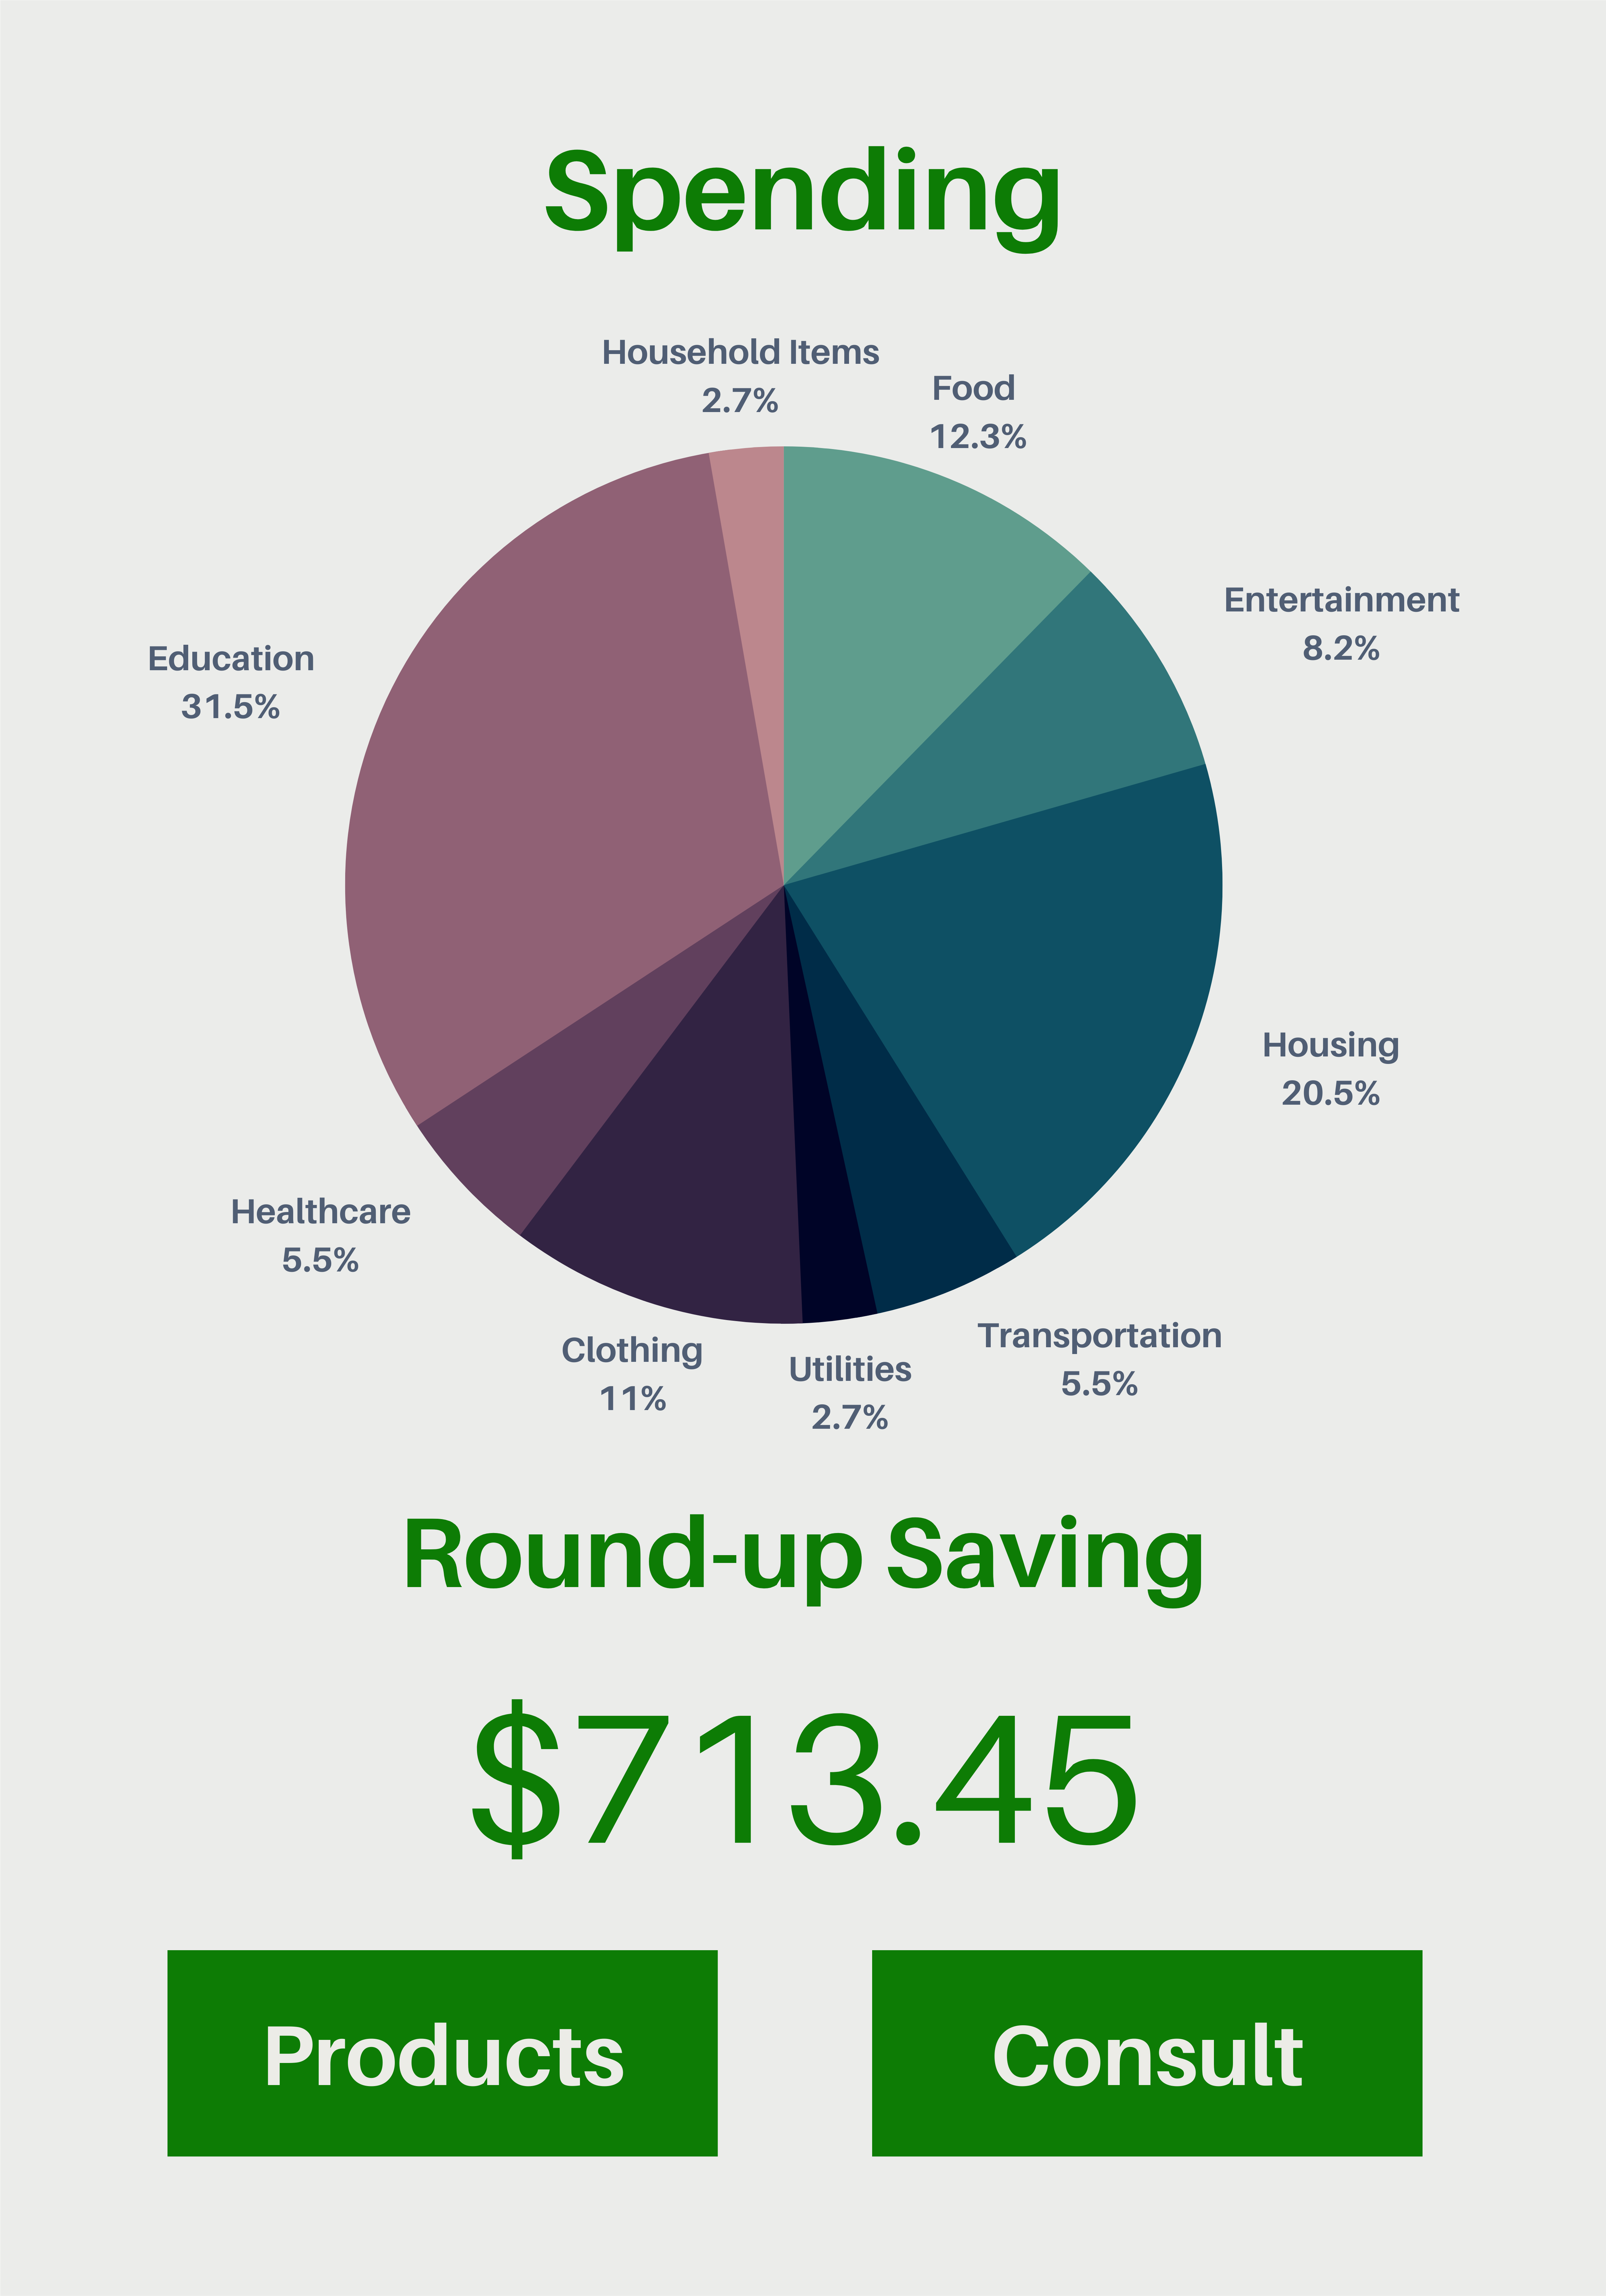 Spending
Household Items
2.7%
Food
12.3%
Entertainment
8.2%
Education
31.5%
Housing
20.5%
Healthcare
5.5%
Transportation
5.5%
Clothing
11%
Utilities
2.7%
Round-up Saving
$713.45
Products
Consult